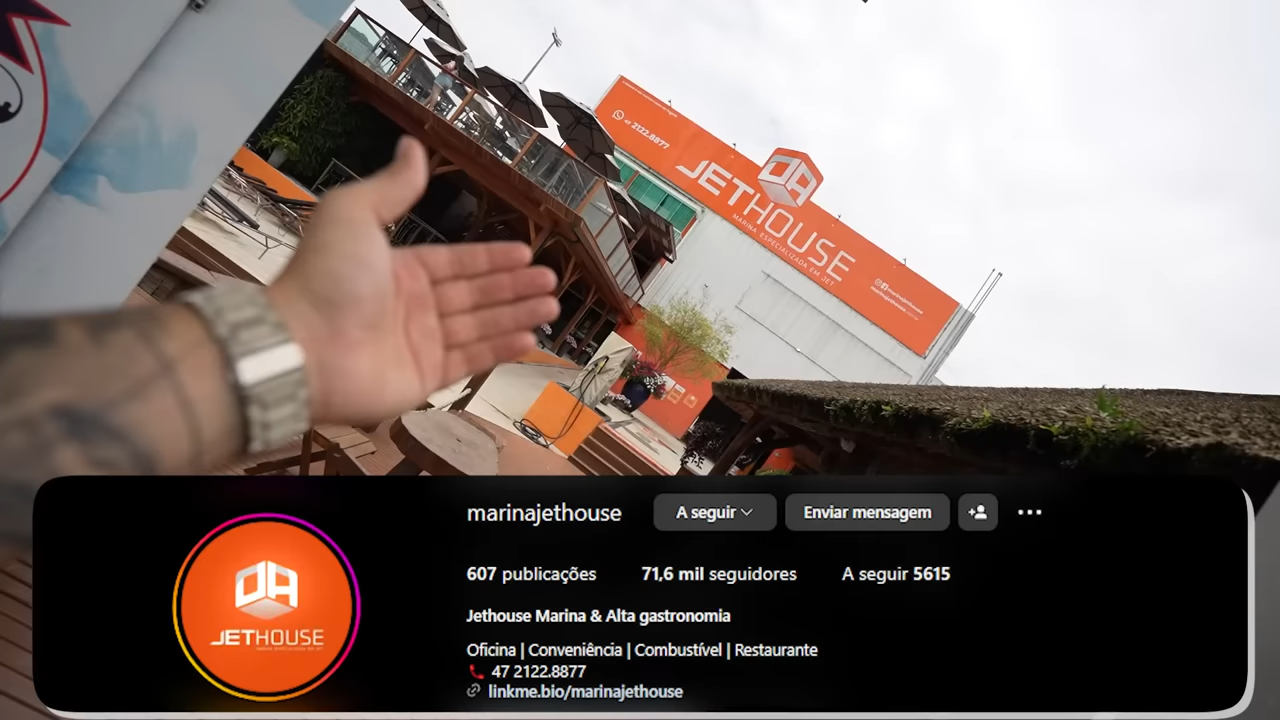 47 2122.8877
JETHOUSE
MARINA ESPECIALIZADA EM JET
marinajethouse
marinajethouse
A seguir
Enviar mensagem
607 publicações
71,6 mil seguidores
A seguir 5615
JETHOUSE
Jethouse Marina & Alta gastronomia
Oficina | Conveniência | Combustível | Restaurante
47 2122.8877
linkme.bio/marinajethouse